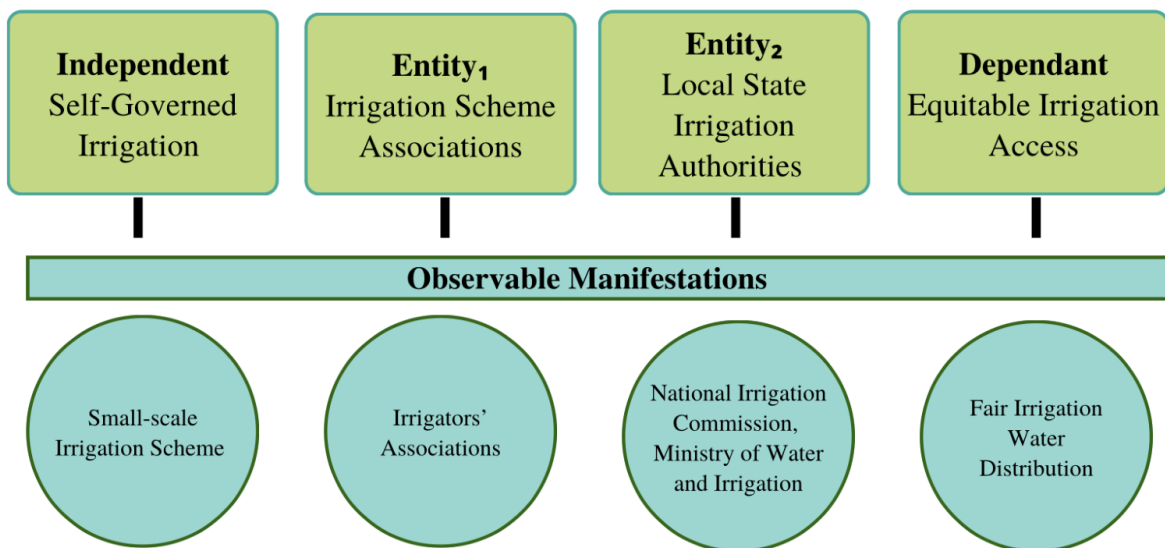 Independent
Self-Governed
Irrigation
Entity₁
Irrigation Scheme
Associations
Entity₂
Local State
Irrigation
Authorities
Dependant
Equitable Irrigation
Access
Observable Manifestations
Small-scale
Irrigation Scheme
Irrigators’
Associations
National Irrigation
Commission,
Ministry of Water
and Irrigation
Fair Irrigation
Water
Distribution